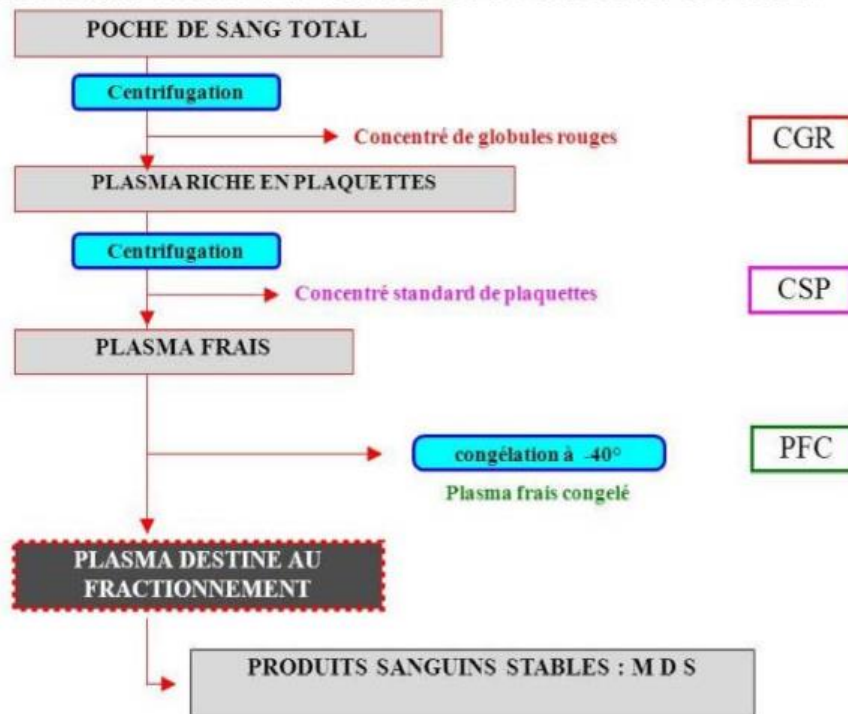 POCHE DE SANG TOTAL
Centrifugation
Concentré de globules rouges
CGR
PLASMA RICHE EN PLAQUETTES
Centrifugation
Concentré standard de plaquettes
CSP
PLASMA FRAIS
congélation à -40°
PFC
Plasma frais congelé
PLASMA DESTINE AU
FRACTIONNEMENT
PRODUITS SANGUINS STABLES : M D S